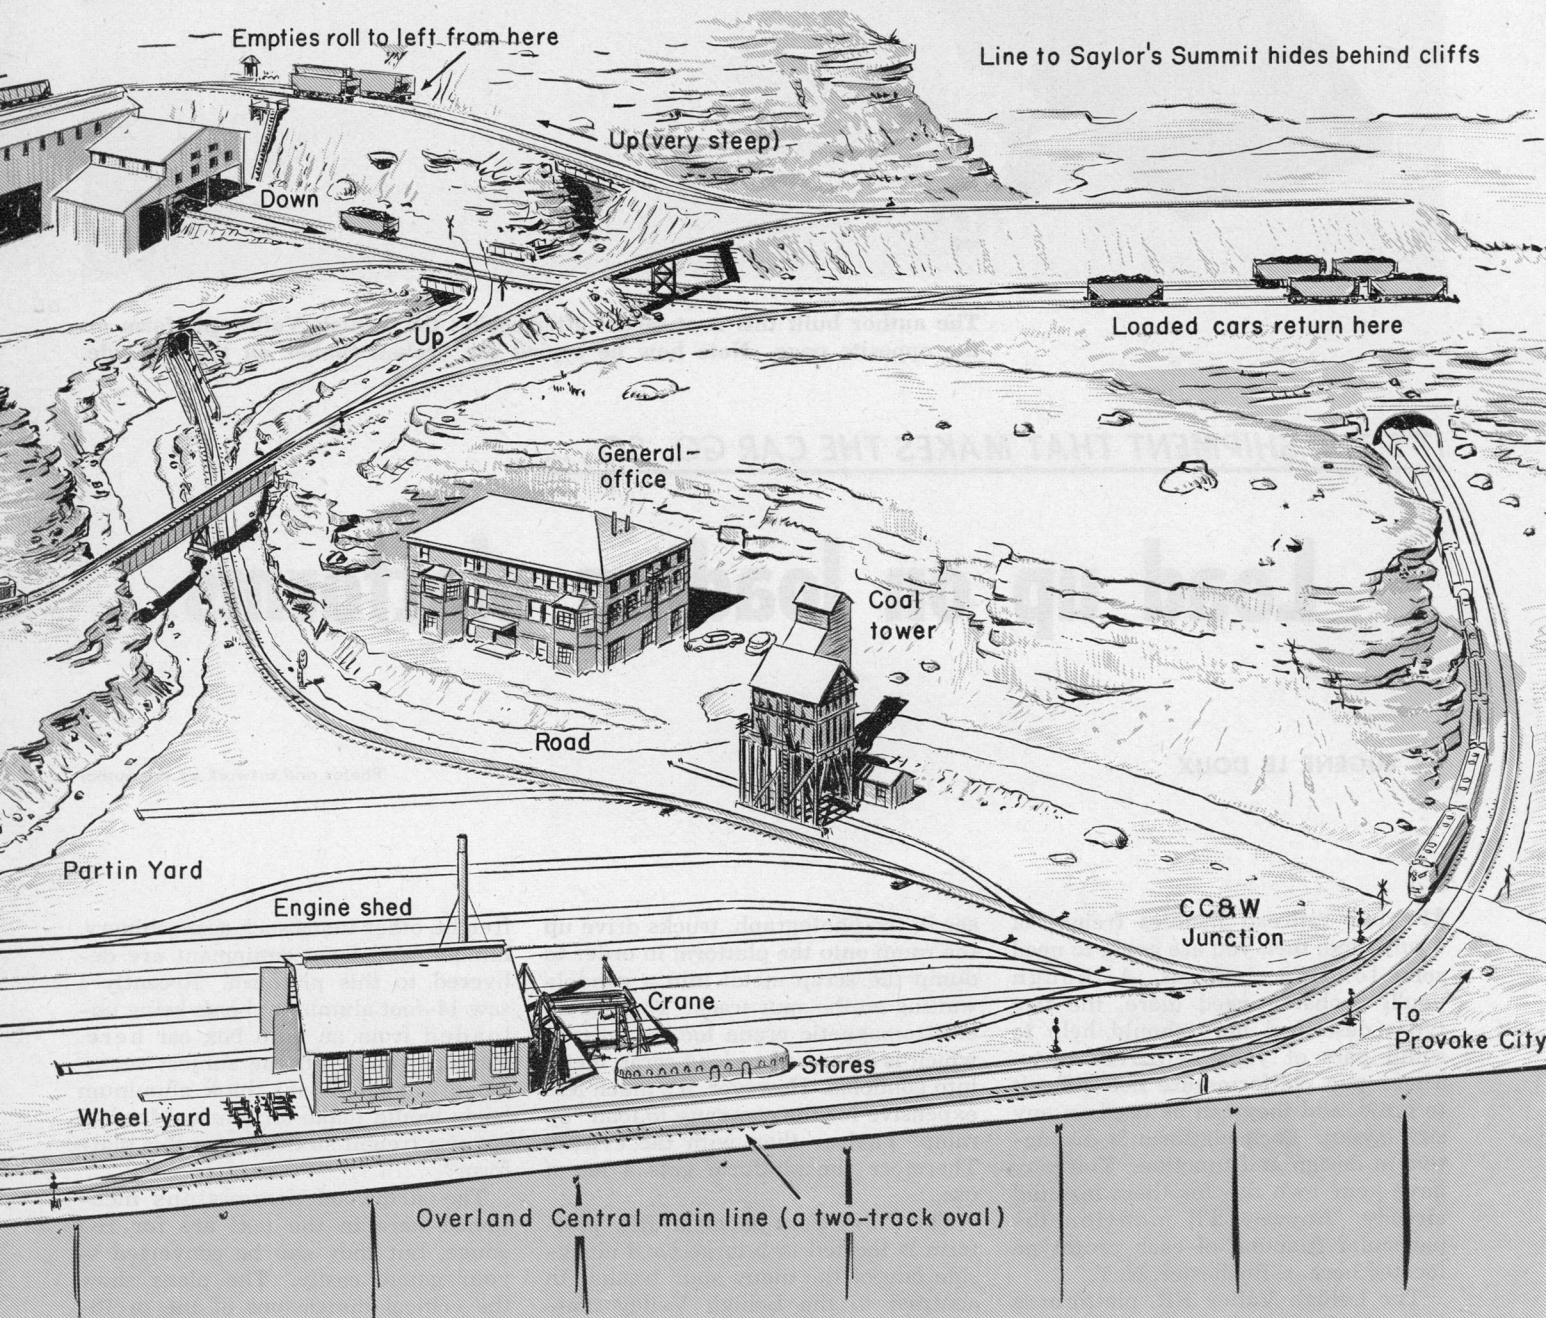 Empties roll to left from here
Line to Saylor's Summit hides behind cliffs
Up (very steep)
Down
Loaded cars return here
Up
General-
office
Coal
tower
Road
Partin Yard
Engine shed
CC&W
Junction
Crane
To
Provoke City
Stores
Wheel yard
Overland Central main line (a two-track oval)